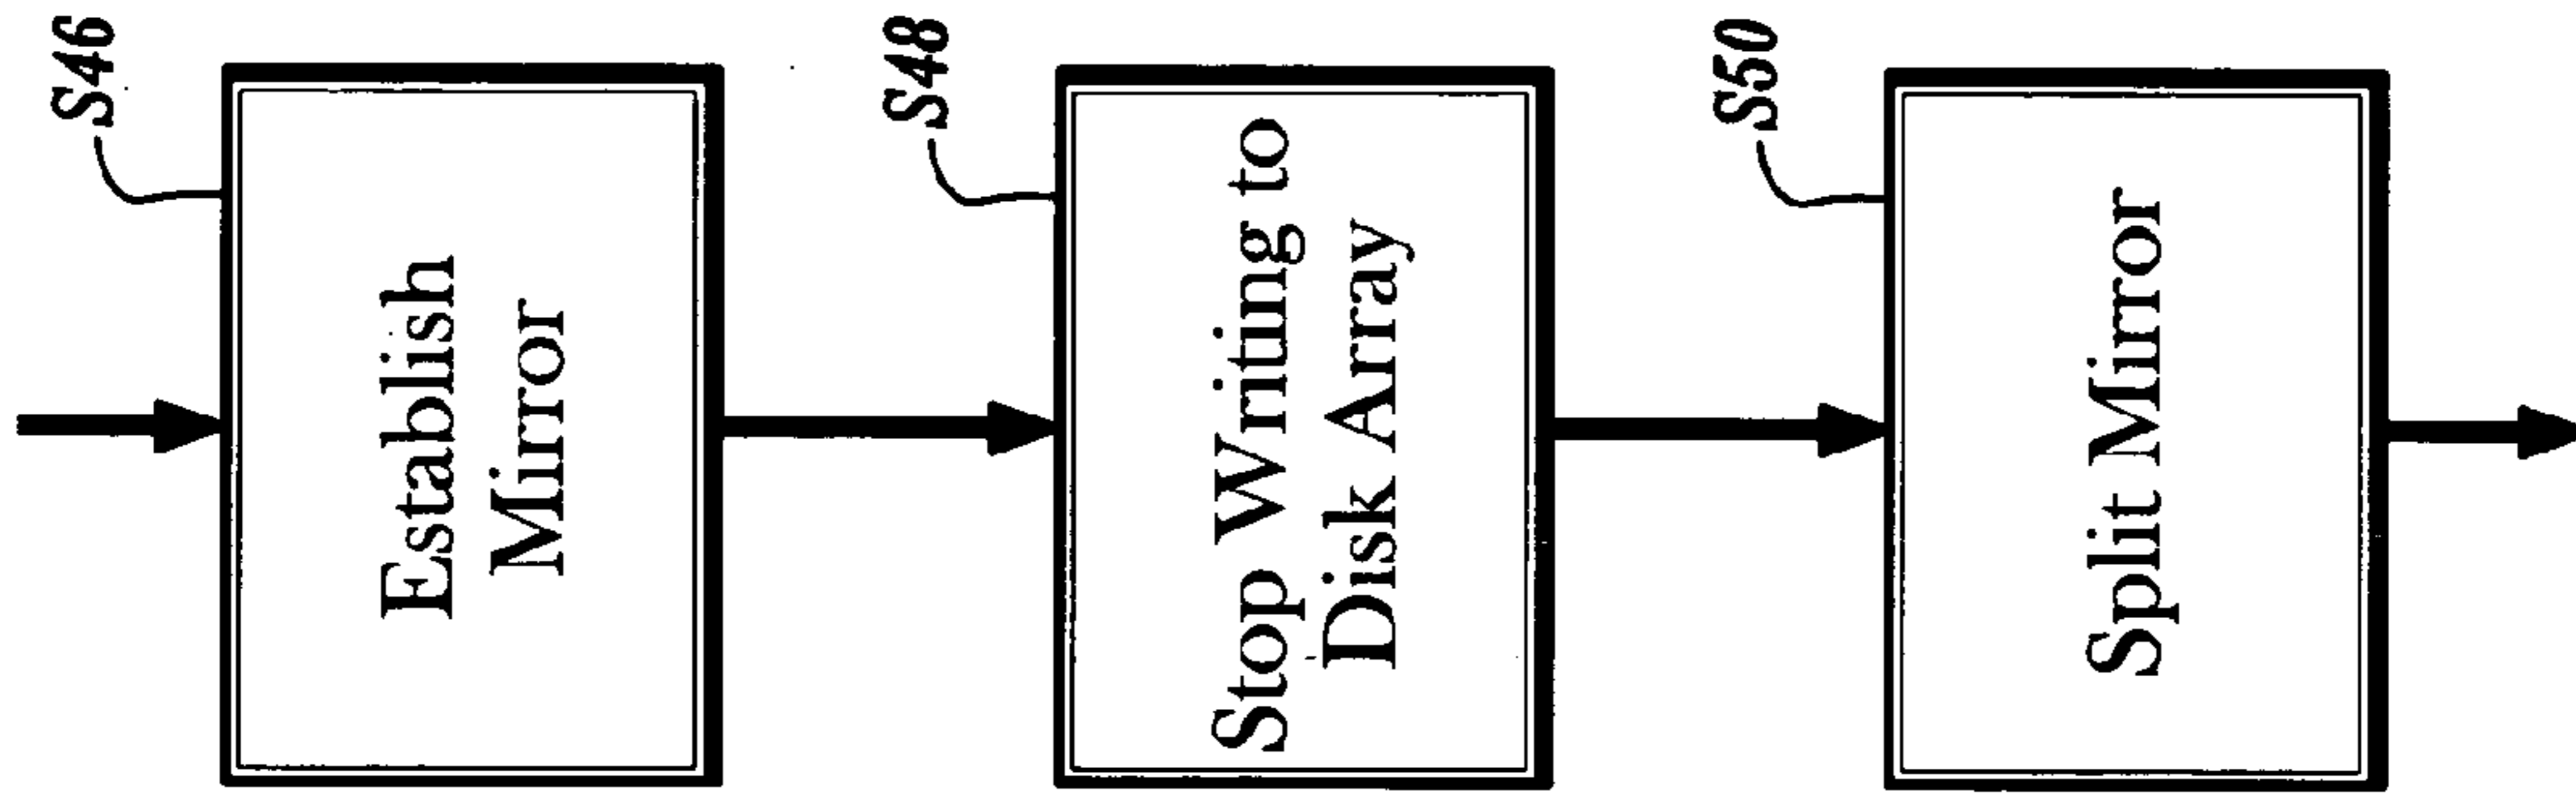 S46
Establish
Mirror
S48
Stop Writing to
Disk Array
S50
Split Mirror